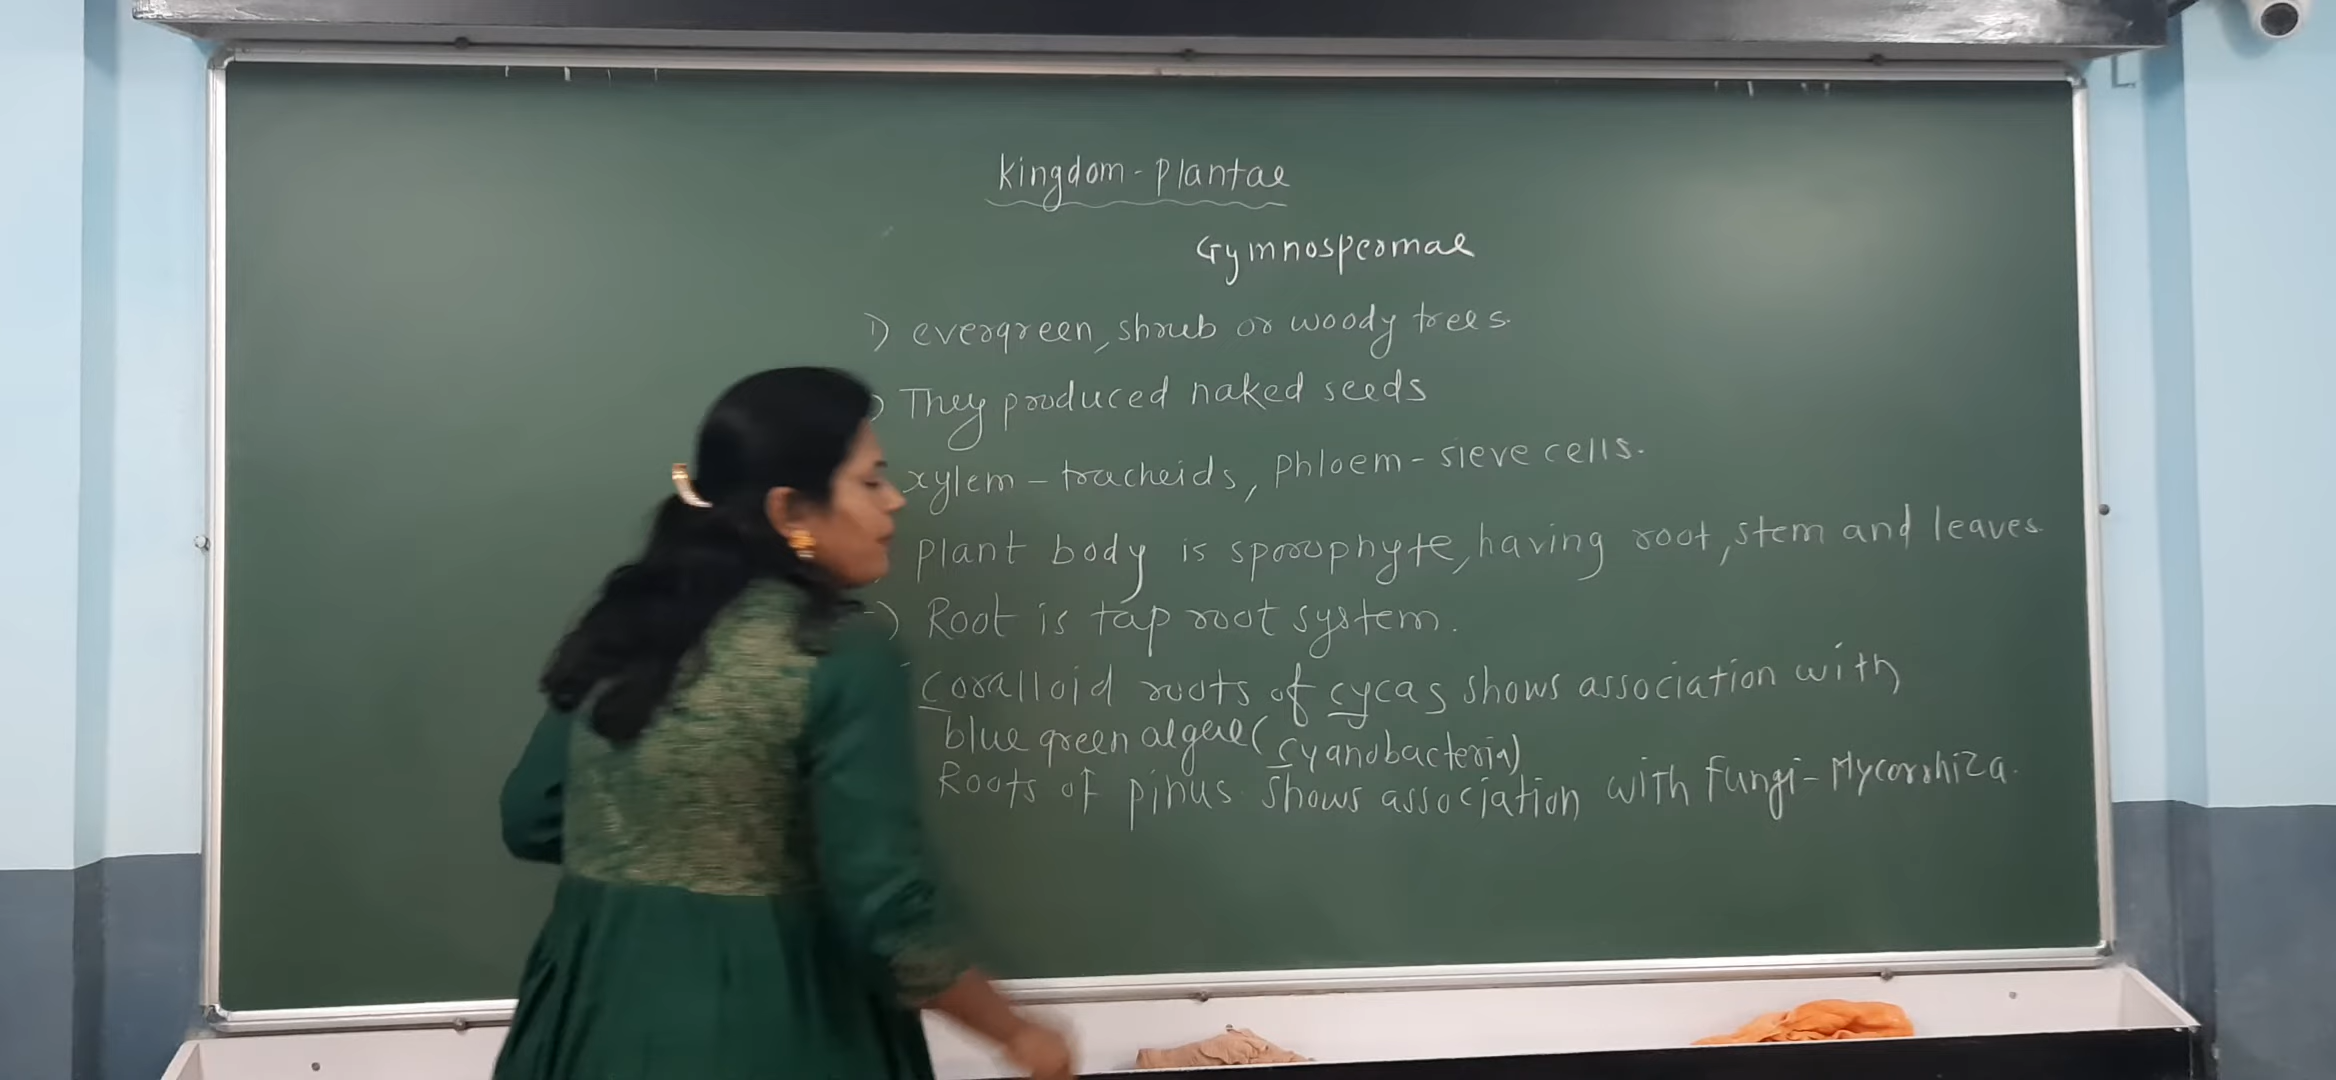 Kingdom - Plantae
Gymnospermae
1) evergreen, shrub or woody trees.
) They produced naked seeds
xylem - tracheids, Phloem - sieve cells.
Plant body is sporophyte, having root, stem and leaves
) Root is tap root system.
Coralloid roots of cycas shows association with
blue green algae (cyanobacteria)
Roots of pinus shows association with fungi - Mycorrhiza.